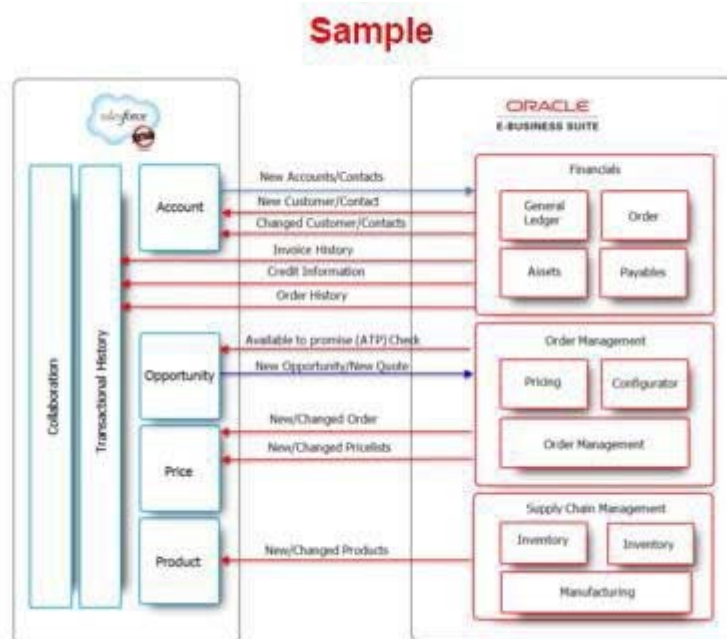 Sample
salesforce
ORACLE
E-BUSINESS SUITE
Collaboration
Transactional History
Account
Opportunity
Price
Product
New Accounts/Contacts
New Customer/Contact
Changed Customer/Contacts
Invoice History
Credit Information
Order History
Available to promise (ATP) Check
New Opportunity/New Quote
New/Changed Order
New/Changed Pricelists
New/Changed Products
Financials
General
Ledger
Order
Assets
Payables
Order Management
Pricing
Configurator
Order Management
Supply Chain Management
Inventory
Inventory
Manufacturing